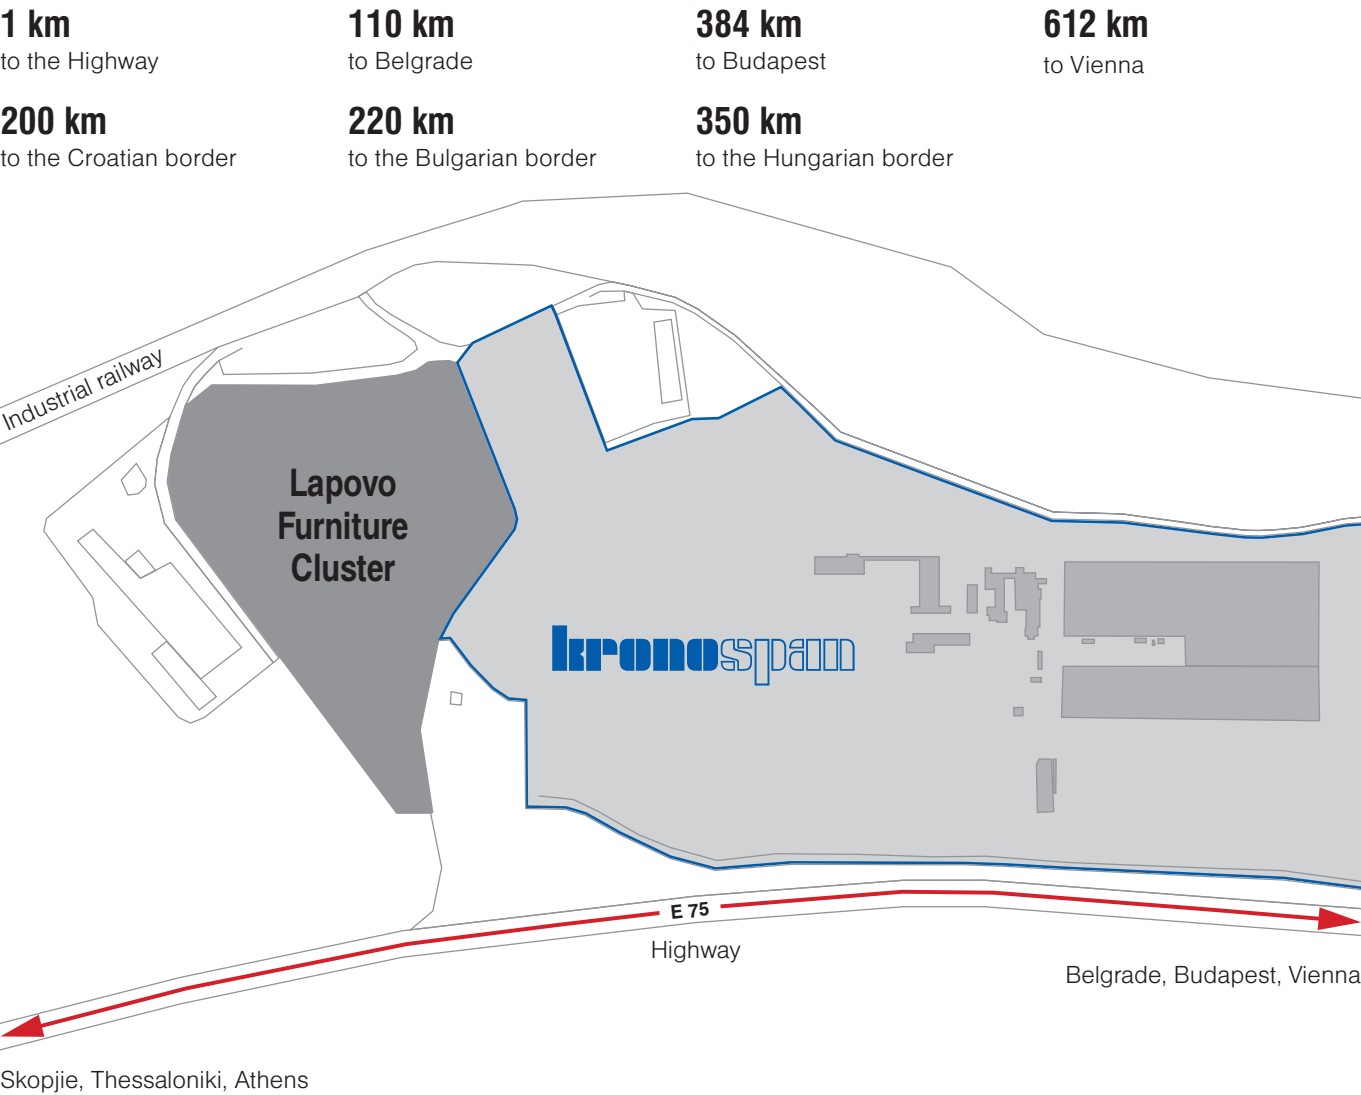 1 km
to the Highway
110 km
to Belgrade
384 km
to Budapest
612 km
to Vienna
200 km
to the Croatian border
220 km
to the Bulgarian border
350 km
to the Hungarian border
Industrial railway
Lapovo
Furniture
Cluster
kronospan
E 75
Highway
Belgrade, Budapest, Vienna
Skopjie, Thessaloniki, Athens